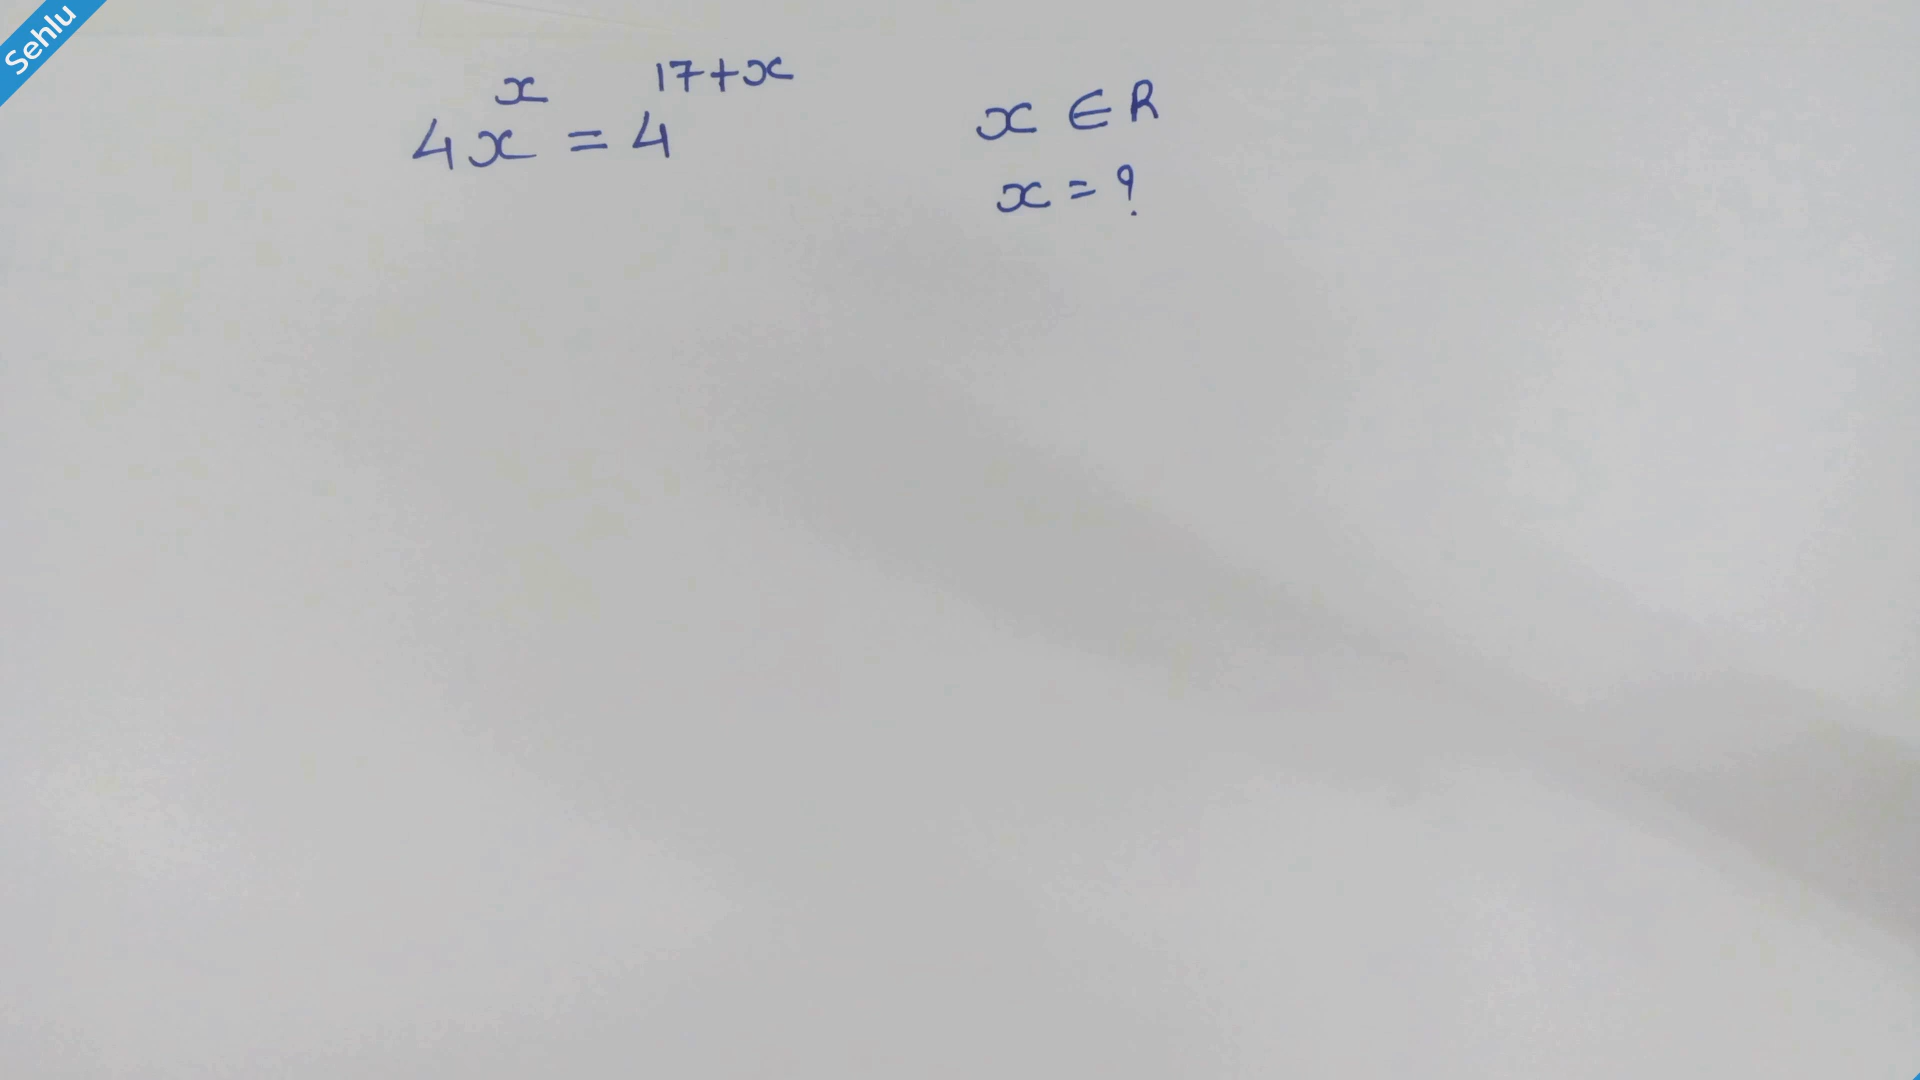 Sehlu
4x^x = 4^{17+x}
x ∈ R
x = ?